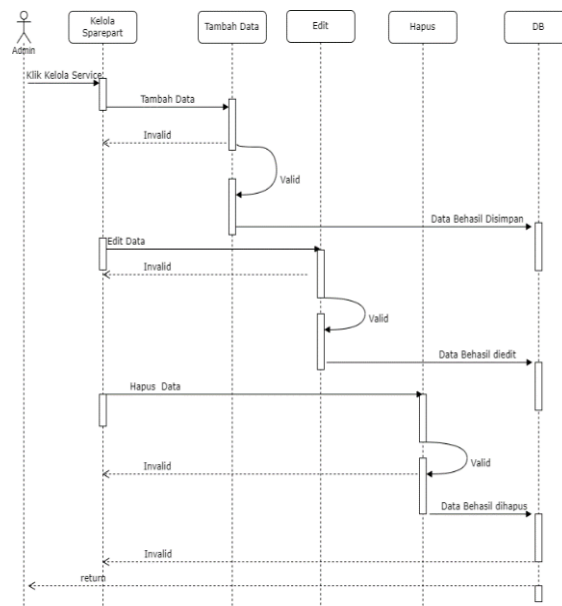 Kelola
Sparepart
Tambah Data
Edit
Hapus
DB
Admin
Klik Kelola Service
Tambah Data
Invalid
Valid
Data Behasil Disimpan
Edit Data
Invalid
Valid
Data Behasil diedit
Hapus Data
Invalid
Valid
Data Behasil dihapus
Invalid
return